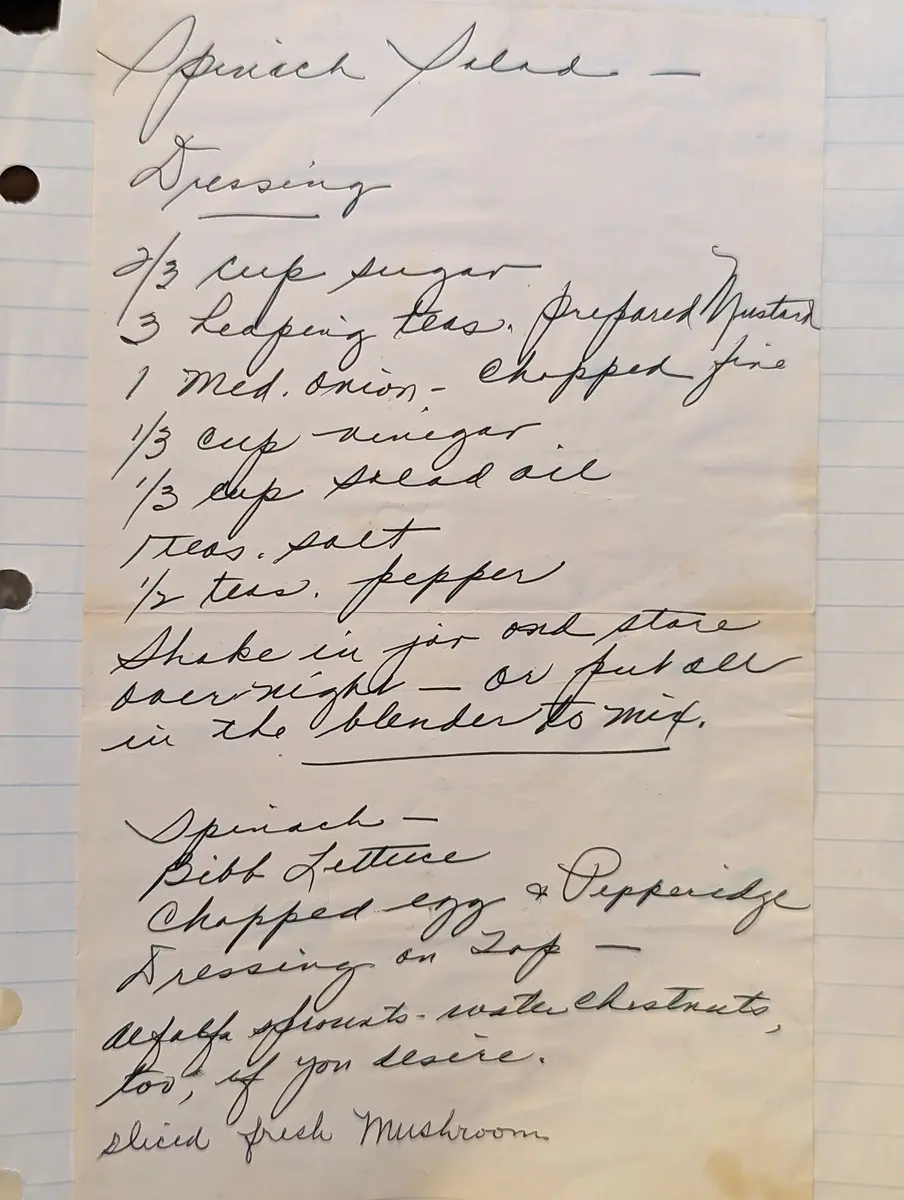 Spinach Salad —
Dressing
2/3 cup sugar
3 heaping teas. prepared Mustard
1 Med. onion - Chopped fine
1/3 cup vinegar
1/3 cup salad oil
1 teas. salt
1/2 teas. pepper
Shake in jar and store
overnight — or put all
in the blender to mix.
Spinach —
Bibb Lettuce
Chopped egg & Pepperidge
Dressing on Top —
Alfalfa sprouts - water Chestnuts,
too, if you desire.
sliced fresh Mushroom